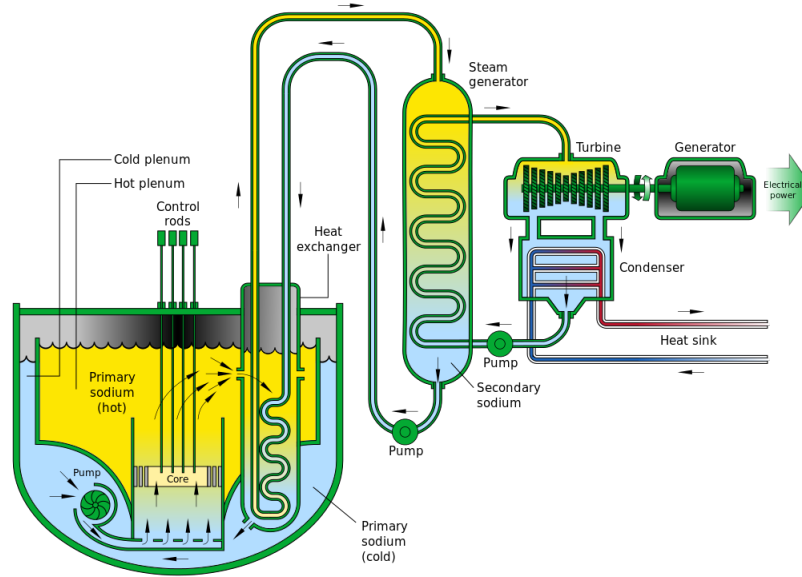 Steam
generator
Turbine
Generator
Electrical
power
Cold plenum
Hot plenum
Control
rods
Heat
exchanger
Condenser
Heat sink
Pump
Primary
sodium
(hot)
Secondary
sodium
Pump
Pump
Core
Primary
sodium
(cold)